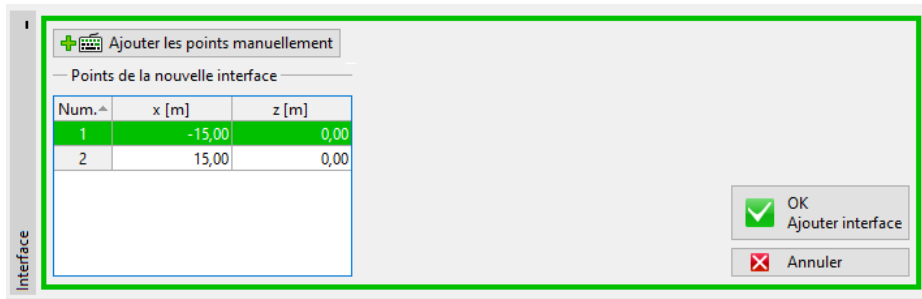 Ajouter les points manuellement
Points de la nouvelle interface
Num. x [m] z [m]
1 -15,00 0,00
2 15,00 0,00
OK
Ajouter interface
Annuler
Interface